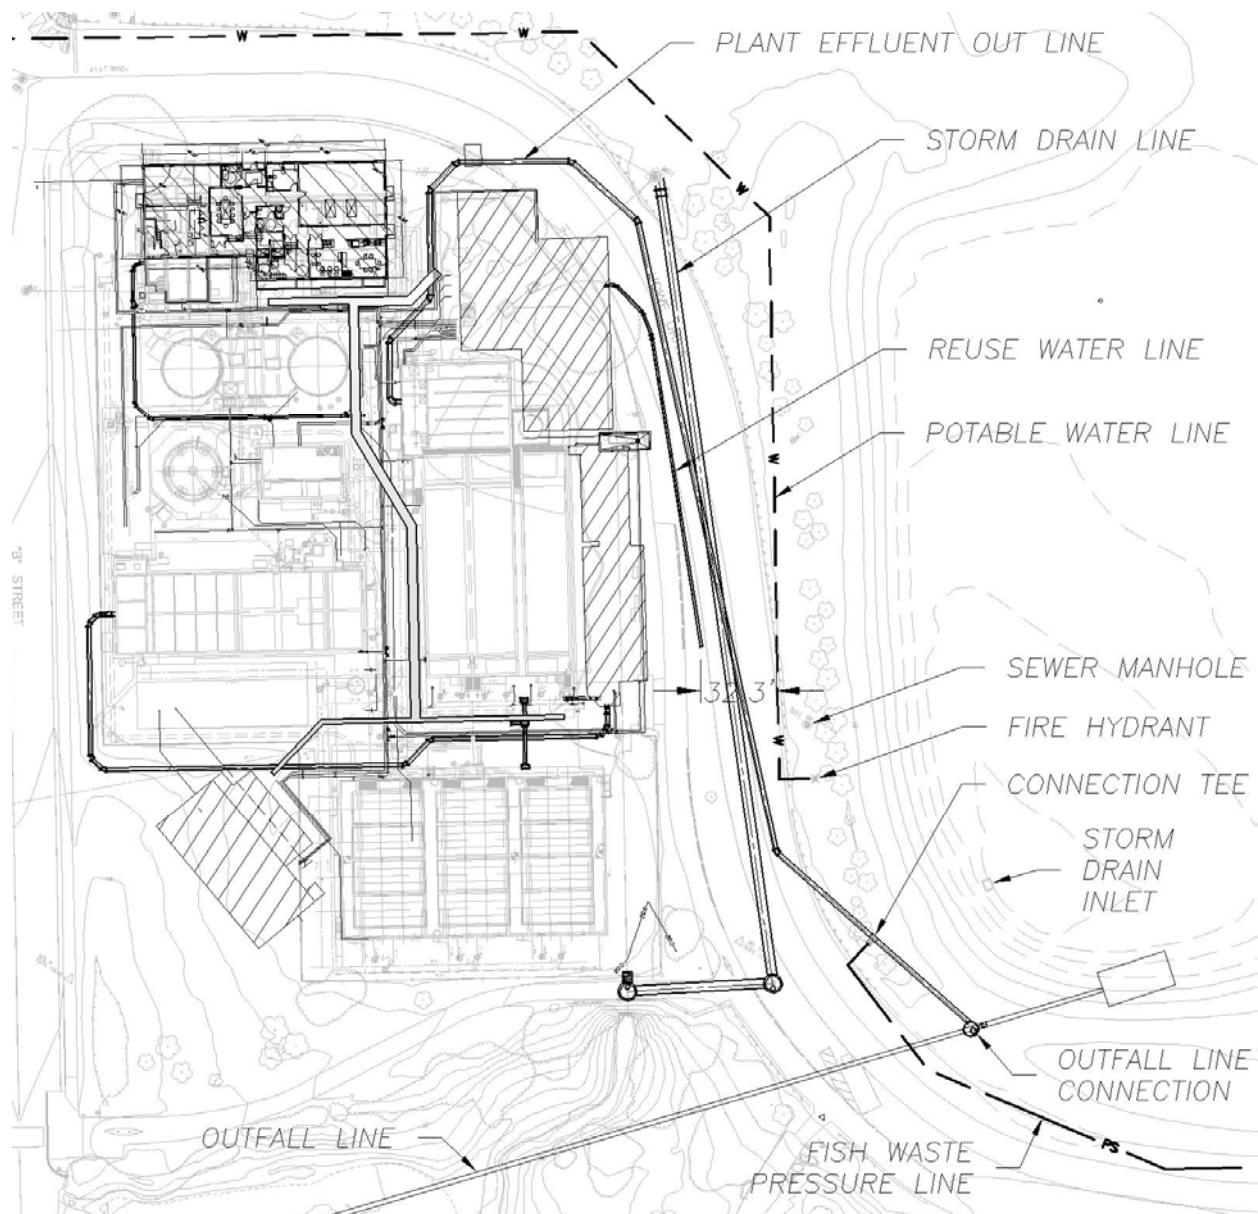 W
W
PLANT EFFLUENT OUT LINE
STORM DRAIN LINE
W
REUSE WATER LINE
POTABLE WATER LINE
W
"B" STREET
SEWER MANHOLE
32.3'
FIRE HYDRANT
W
CONNECTION TEE
STORM
DRAIN
INLET
OUTFALL LINE
CONNECTION
OUTFALL LINE
FISH WASTE
PRESSURE LINE
PS